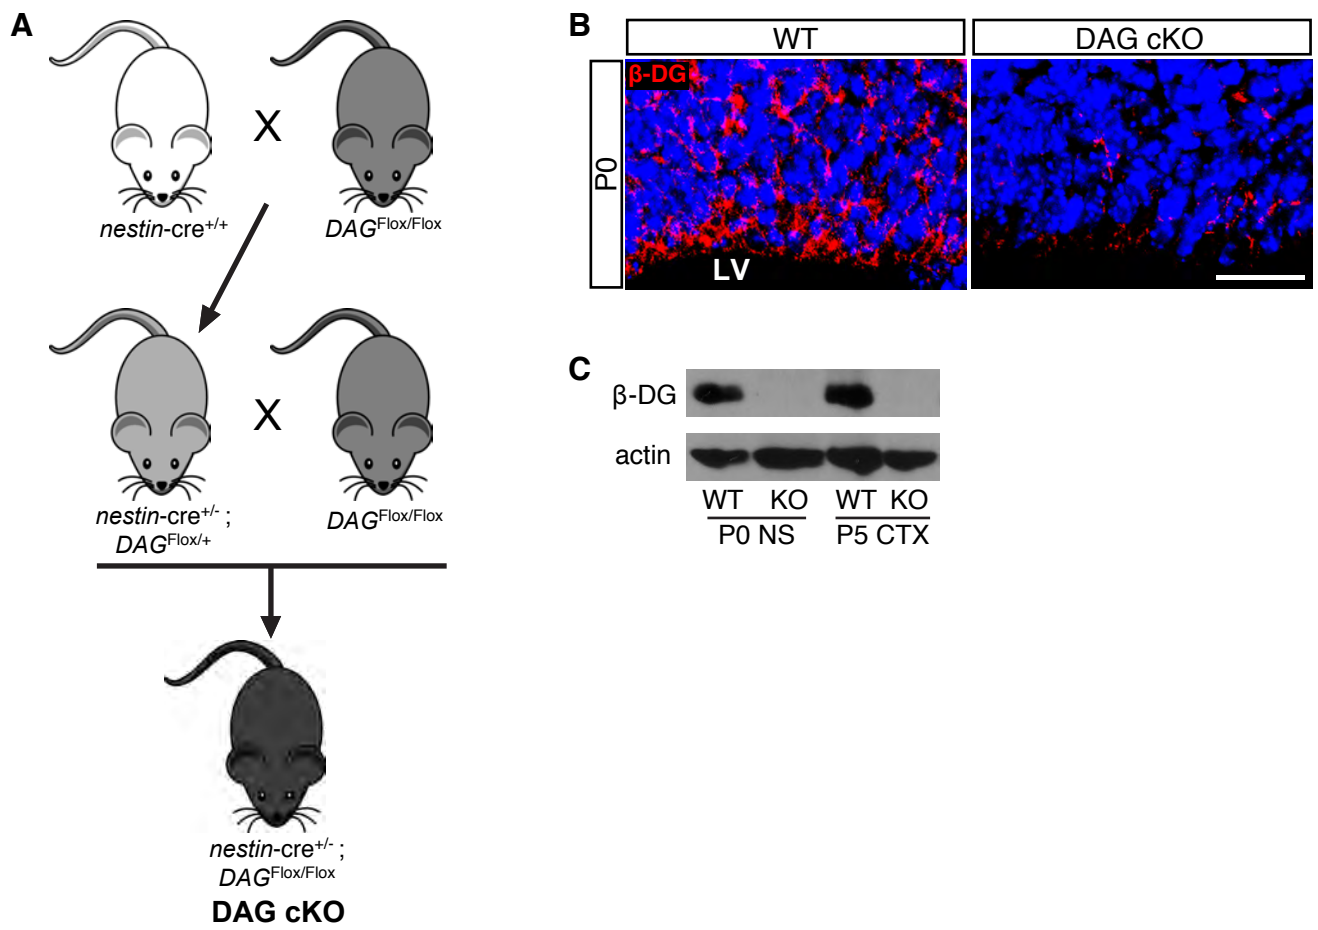 A
X
nestin-cre+/+
DAGFlox/Flox
X
nestin-cre+/- ;
DAGFlox/+
DAGFlox/Flox
nestin-cre+/- ;
DAGFlox/Flox
DAG cKO
B
WT
DAG cKO
P0
β-DG
LV
C
β-DG
actin
WT KO WT KO
P0 NS P5 CTX